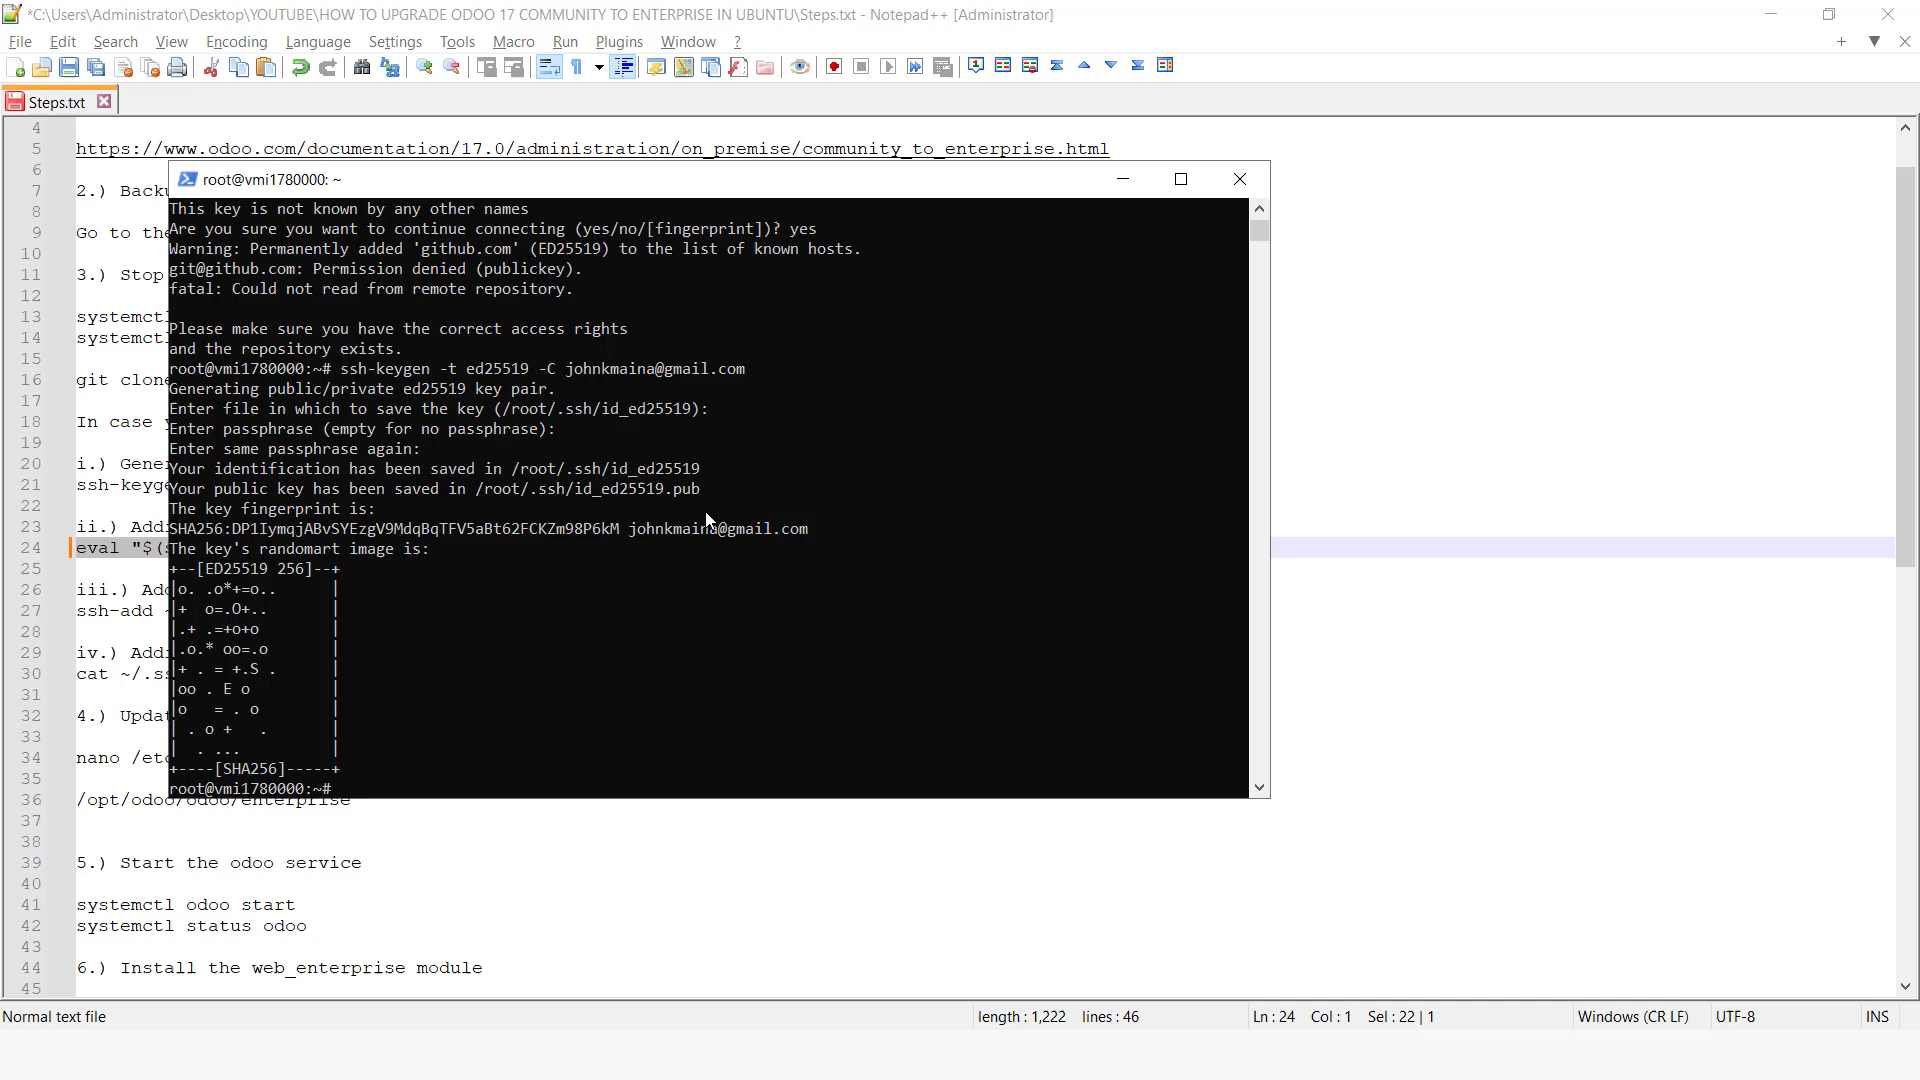 *C:\Users\Administrator\Desktop\YOUTUBE\HOW TO UPGRADE ODOO 17 COMMUNITY TO ENTERPRISE IN UBUNTU\Steps.txt - Notepad++ [Administrator]
File Edit Search View Encoding Language Settings Tools Macro Run Plugins Window ?
Steps.txt
4
5 https://www.odoo.com/documentation/17.0/administration/on_premise/community_to_enterprise.html
6
7 2.) Backu
8
9 Go to the
10
11 3.) Stop
12
13 systemctl
14 systemctl
15
16 git clone
17
18 In case y
19
20 i.) Gener
21 ssh-keyge
22
23 ii.) Addi
24 eval "$(s
25
26 iii.) Add
27 ssh-add ~
28
29 iv.) Addi
30 cat ~/.ss
31
32 4.) Updat
33
34 nano /etc
35
36 /opt/odoo/odoo/enterprise
37
38
39 5.) Start the odoo service
40
41 systemctl odoo start
42 systemctl status odoo
43
44 6.) Install the web_enterprise module
45
root@vmi1780000: ~
This key is not known by any other names
Are you sure you want to continue connecting (yes/no/[fingerprint])? yes
Warning: Permanently added 'github.com' (ED25519) to the list of known hosts.
git@github.com: Permission denied (publickey).
fatal: Could not read from remote repository.
Please make sure you have the correct access rights
and the repository exists.
root@vmi1780000:~# ssh-keygen -t ed25519 -C johnkmaina@gmail.com
Generating public/private ed25519 key pair.
Enter file in which to save the key (/root/.ssh/id_ed25519):
Enter passphrase (empty for no passphrase):
Enter same passphrase again:
Your identification has been saved in /root/.ssh/id_ed25519
Your public key has been saved in /root/.ssh/id_ed25519.pub
The key fingerprint is:
SHA256:DP1IymqjABvSYEzgV9MdqBqTFV5aBt62FCKZm98P6kM johnkmaina@gmail.com
The key's randomart image is:
+--[ED25519 256]--+
|o. .o*+=o..      |
|+  o=.O+..       |
|.+ .=+o+o        |
|.o.* oo=.o       |
|+ . = +.S .      |
|oo . E o         |
|o   = . o        |
| . o +   .       |
|  . ...          |
+----[SHA256]-----+
root@vmi1780000:~#
Normal text file length : 1,222 lines : 46 Ln : 24 Col : 1 Sel : 22 | 1 Windows (CR LF) UTF-8 INS